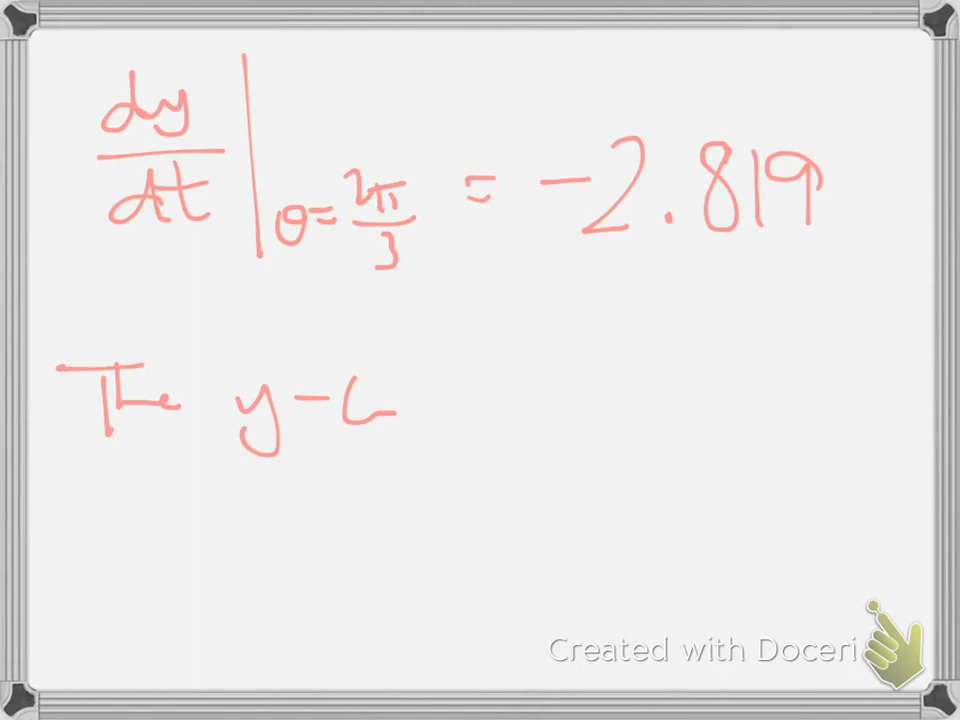 dy/dt |θ=2π/3 = -2.819
The y-c
Created with Doceri